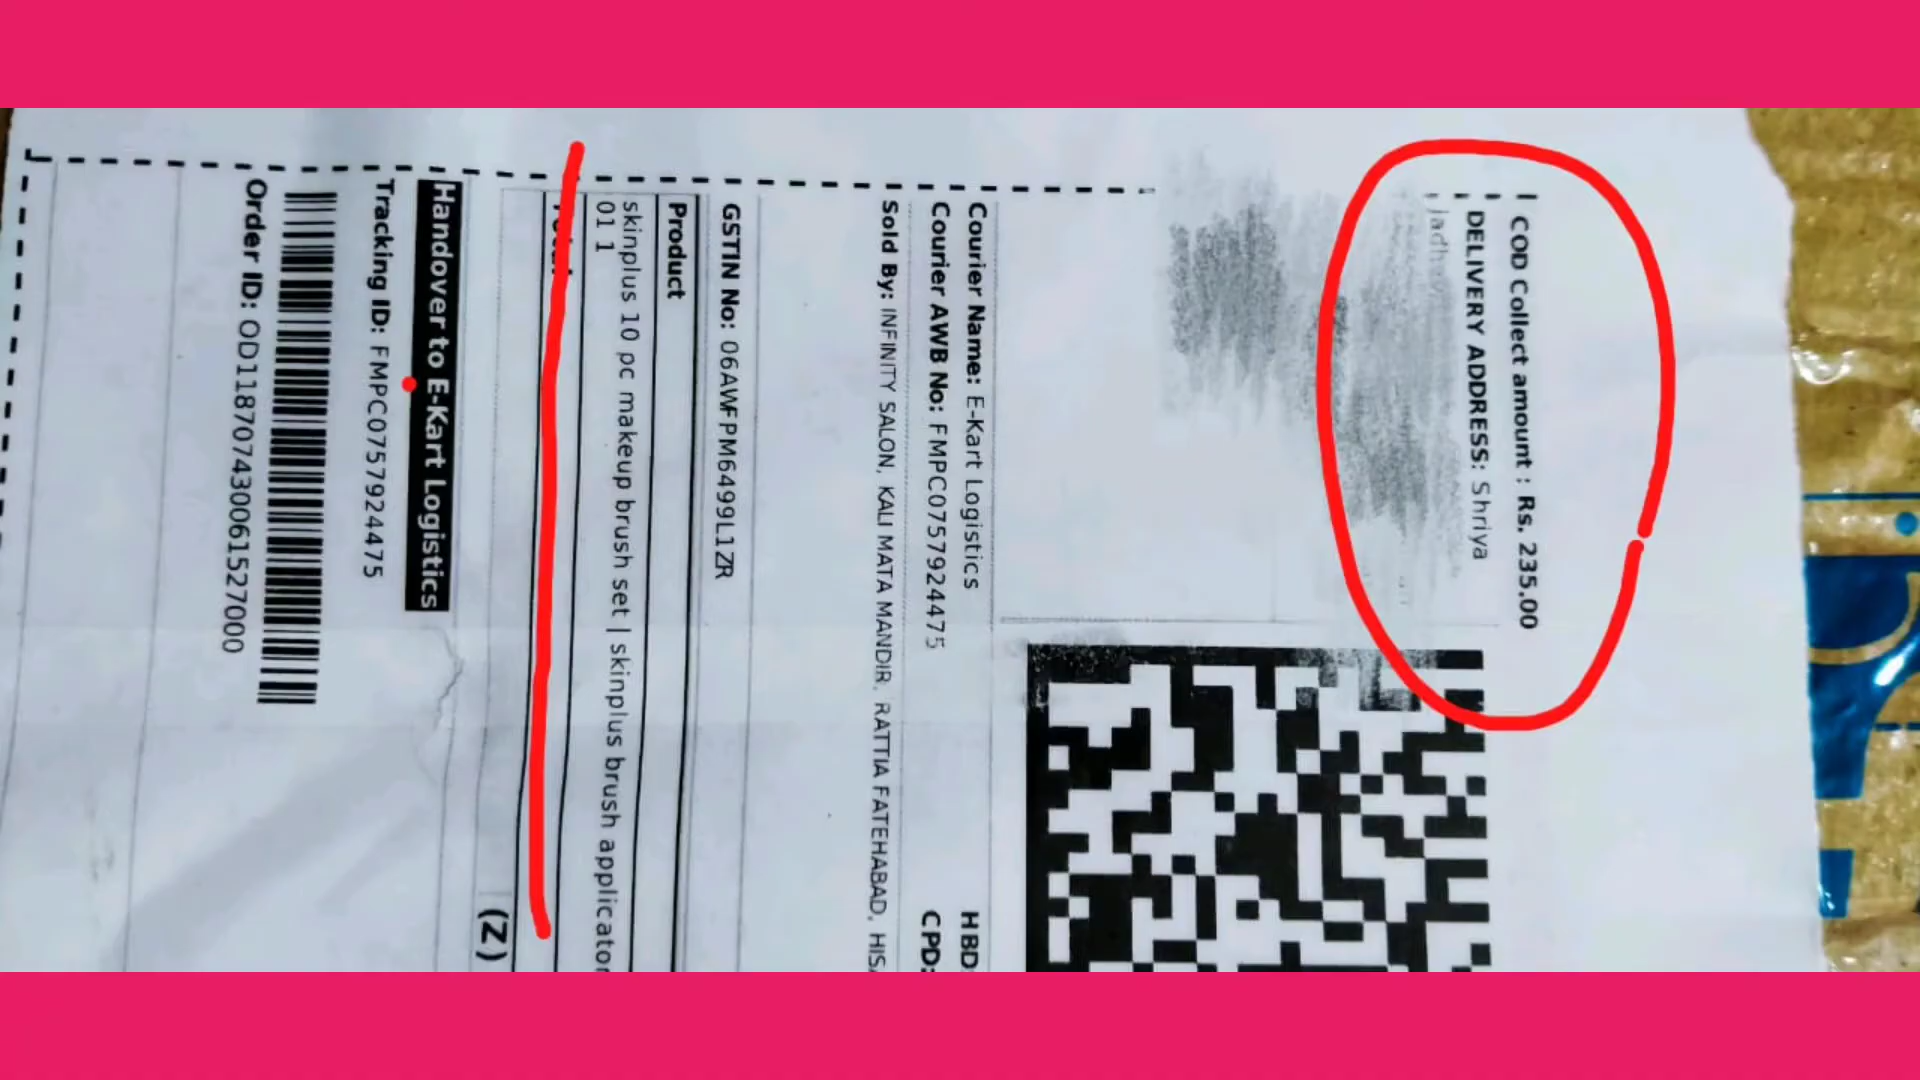 COD Collect amount : Rs. 235.00
DELIVERY ADDRESS: Shriya
Courier Name: E-Kart Logistics
HBD:
Courier AWB No: FMPC0757924475
CPD:
Sold By: INFINITY SALON, KALI MATA MANDIR, RATTIA FATEHABAD, HISA
GSTIN No: 06AWFPM6499L1ZR
Product
skinplus 10 pc makeup brush set | skinplus brush applicator
01 1
(Z)
Handover to E-Kart Logistics
Tracking ID: FMPC0757924475
Order ID: OD118707430061527000